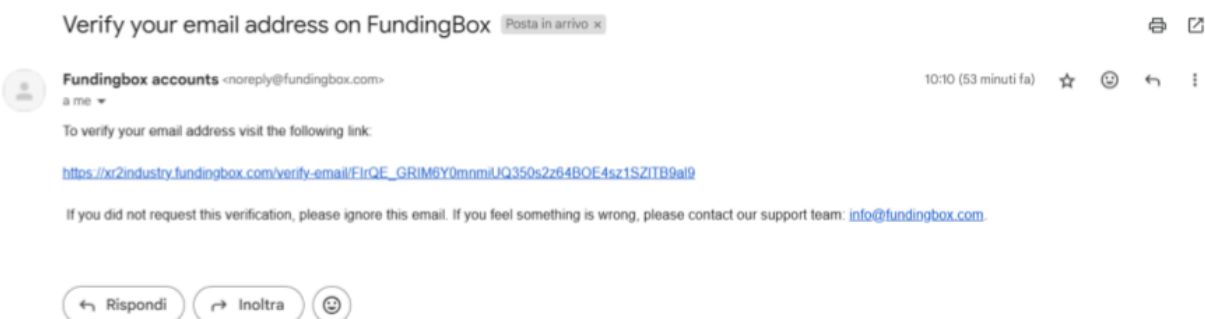 Verify your email address on FundingBox Posta in arrivo ×
Fundingbox accounts <noreply@fundingbox.com> 10:10 (53 minuti fa)
a me
To verify your email address visit the following link:
https://xr2industry.fundingbox.com/verify-email/FIrQE_GRIM6Y0mnmiUQ350s2z64BOE4sz1SZITB9aI9
If you did not request this verification, please ignore this email. If you feel something is wrong, please contact our support team: info@fundingbox.com.
Rispondi Inoltra